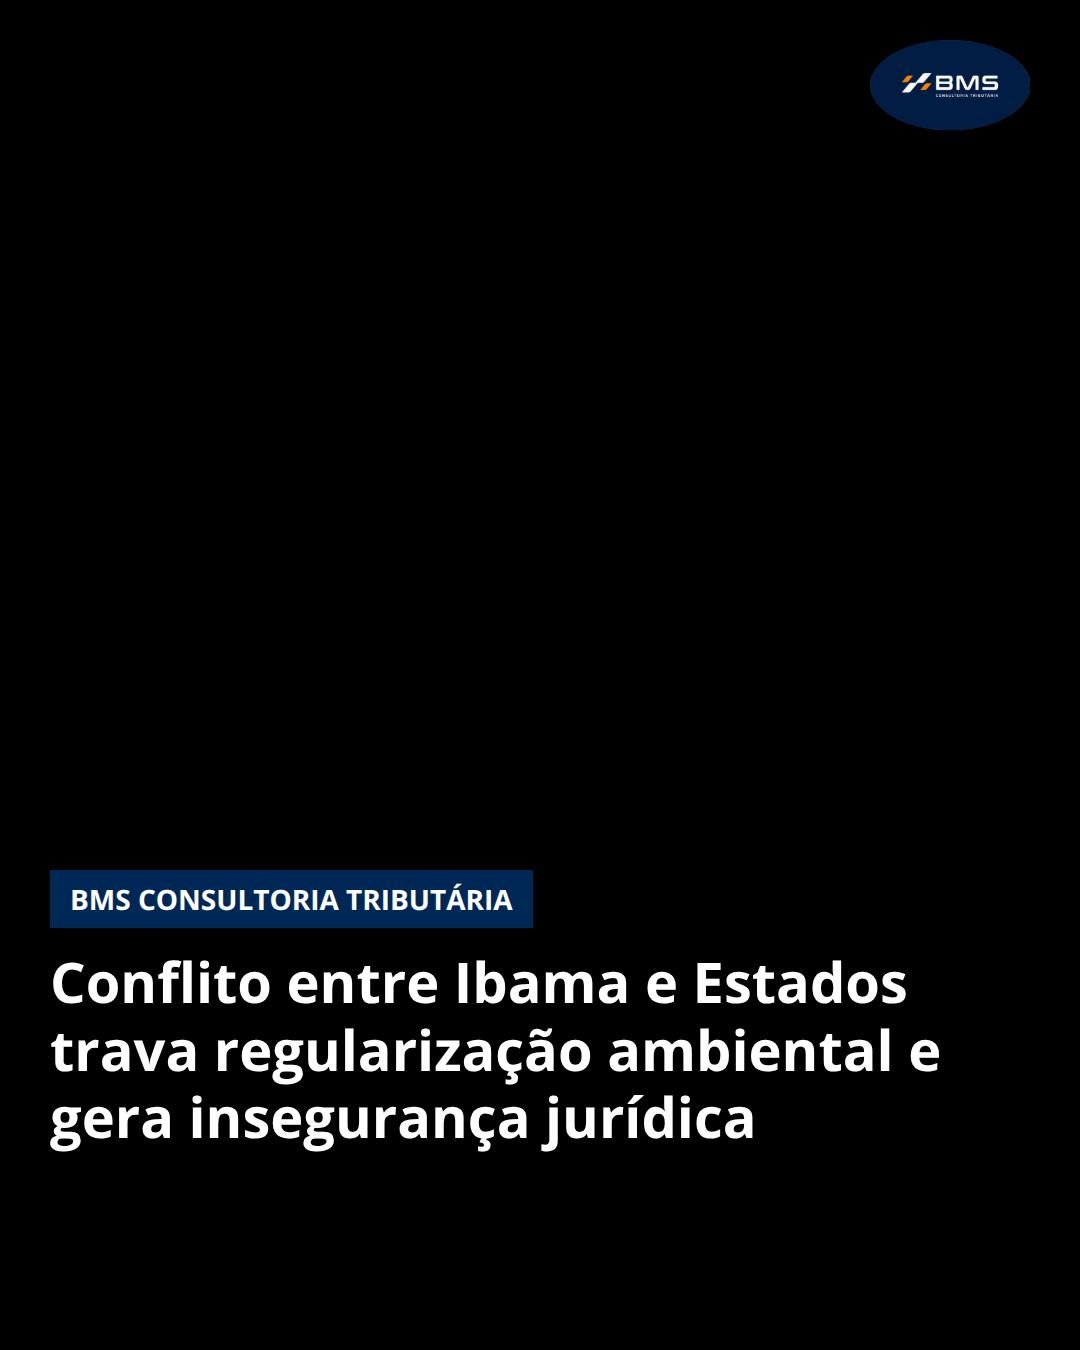 BMS
CONSULTORIA TRIBUTÁRIA
BMS CONSULTORIA TRIBUTÁRIA
Conflito entre Ibama e Estados
trava regularização ambiental e
gera insegurança jurídica